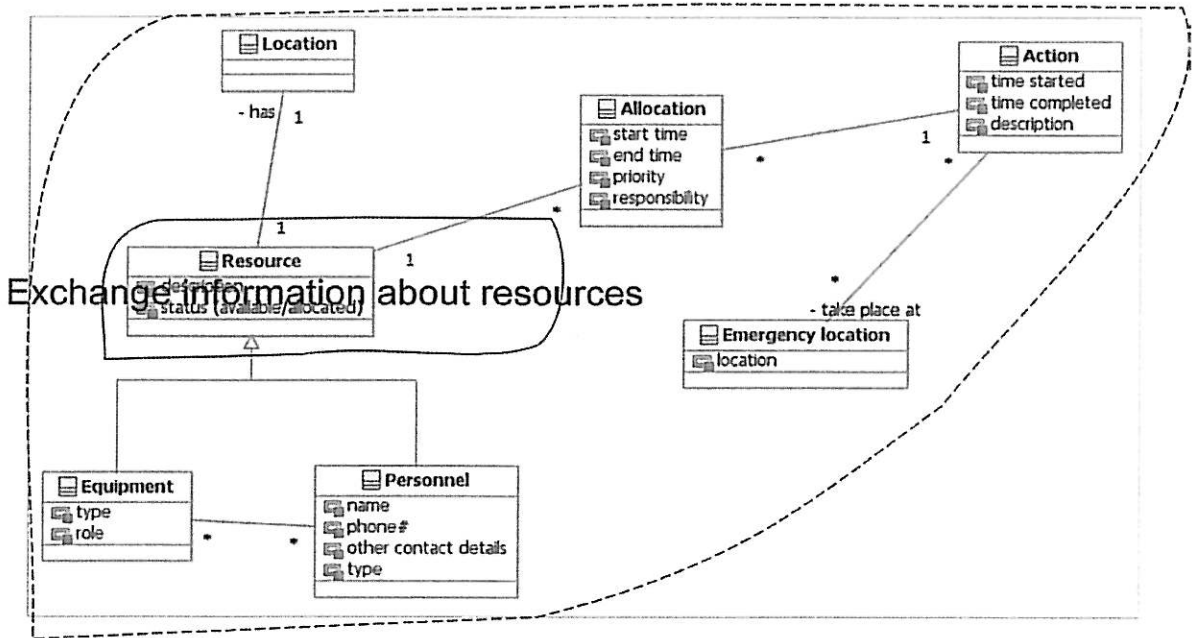 Location
- has
1
1
Action
time started
time completed
description
Allocation
start time
end time
priority
responsibility
1
*
*
*
1
Resource
description
status (available/allocated)
Exchange information about resources
*
- take place at
Emergency location
location
Equipment
type
role
*
*
Personnel
name
phone#
other contact details
type